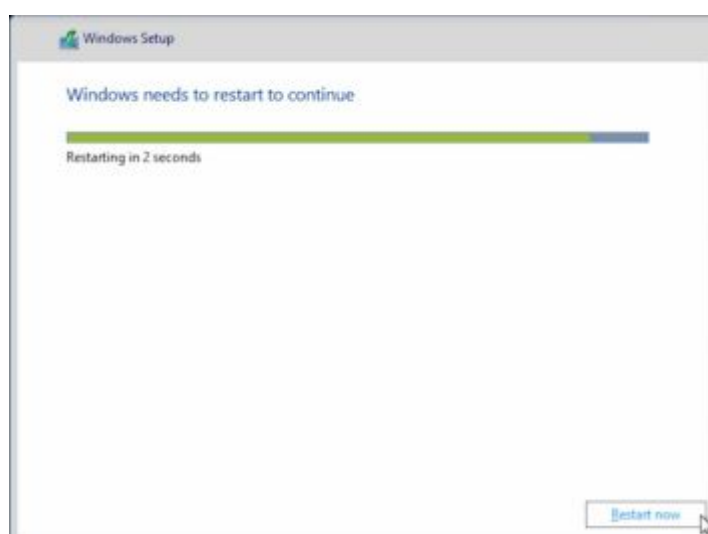 Windows Setup
Windows needs to restart to continue
Restarting in 2 seconds
Restart now